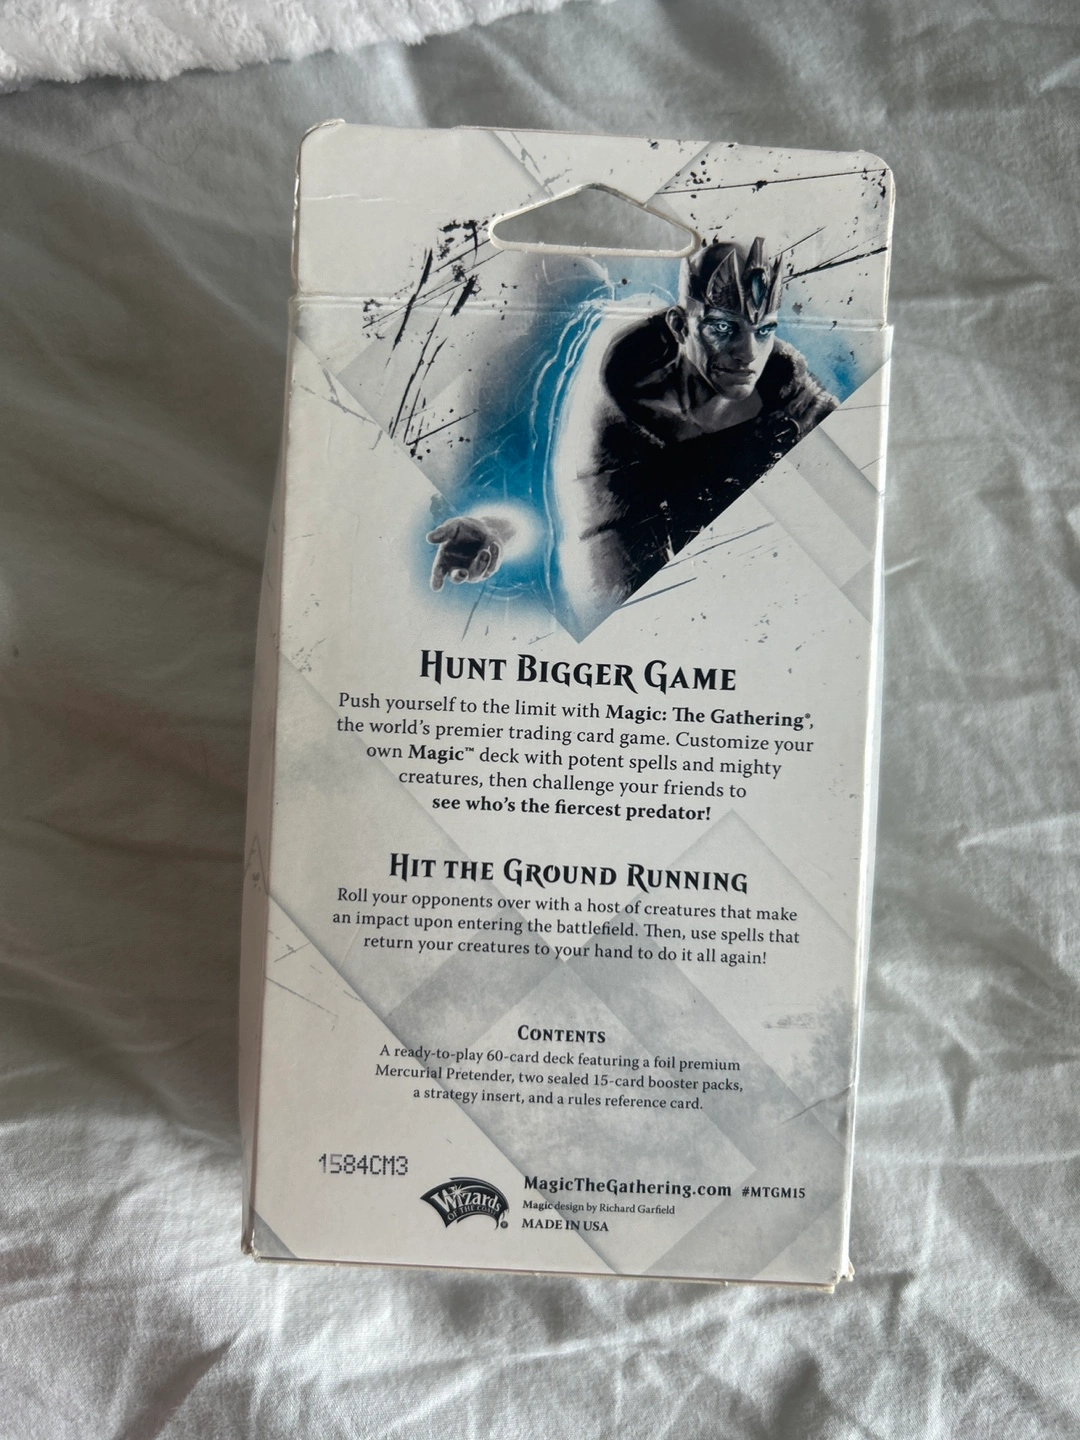 HUNT BIGGER GAME
Push yourself to the limit with Magic: The Gathering®,
the world's premier trading card game. Customize your
own Magic™ deck with potent spells and mighty
creatures, then challenge your friends to
see who's the fiercest predator!
HIT THE GROUND RUNNING
Roll your opponents over with a host of creatures that make
an impact upon entering the battlefield. Then, use spells that
return your creatures to your hand to do it all again!
CONTENTS
A ready-to-play 60-card deck featuring a foil premium
Mercurial Pretender, two sealed 15-card booster packs,
a strategy insert, and a rules reference card.
1584CM3
Wizards
OF THE COAST ®
MagicTheGathering.com #MTGM15
Magic design by Richard Garfield
MADE IN USA